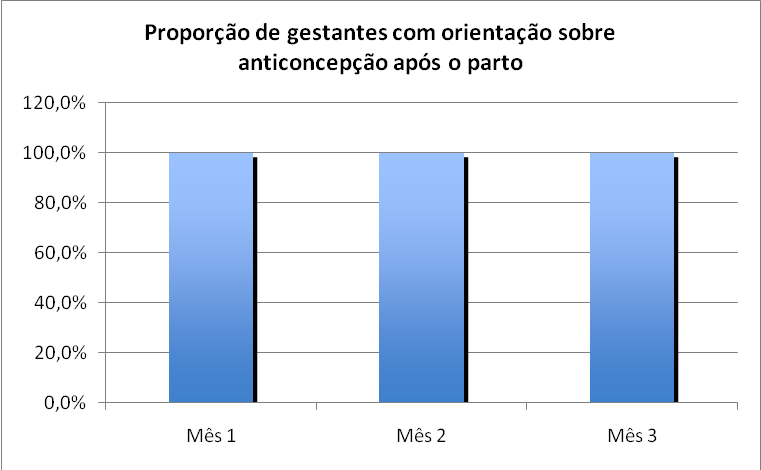 Proporção de gestantes com orientação sobre
anticoncepção após o parto
120,0%
100,0%
80,0%
60,0%
40,0%
20,0%
0,0%
Mês 1 Mês 2 Mês 3